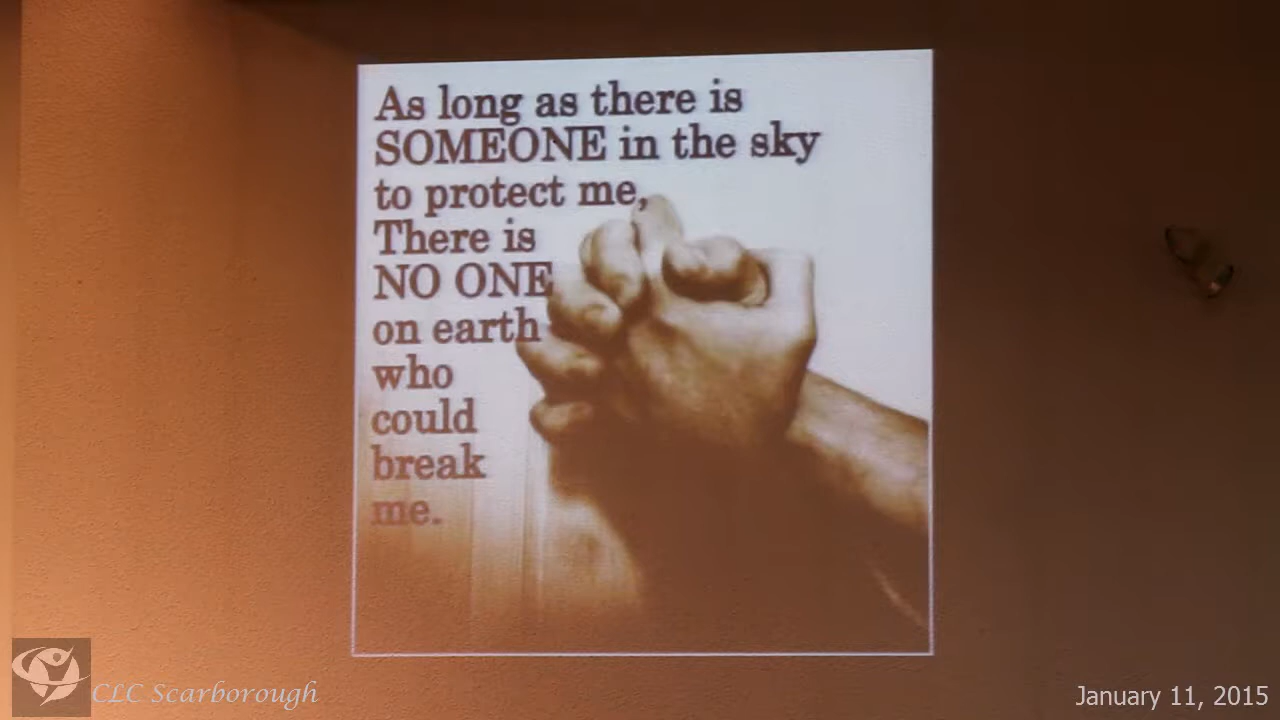 As long as there is
SOMEONE in the sky
to protect me,
There is
NO ONE
on earth
who
could
break
me.
CLC Scarborough
January 11, 2015